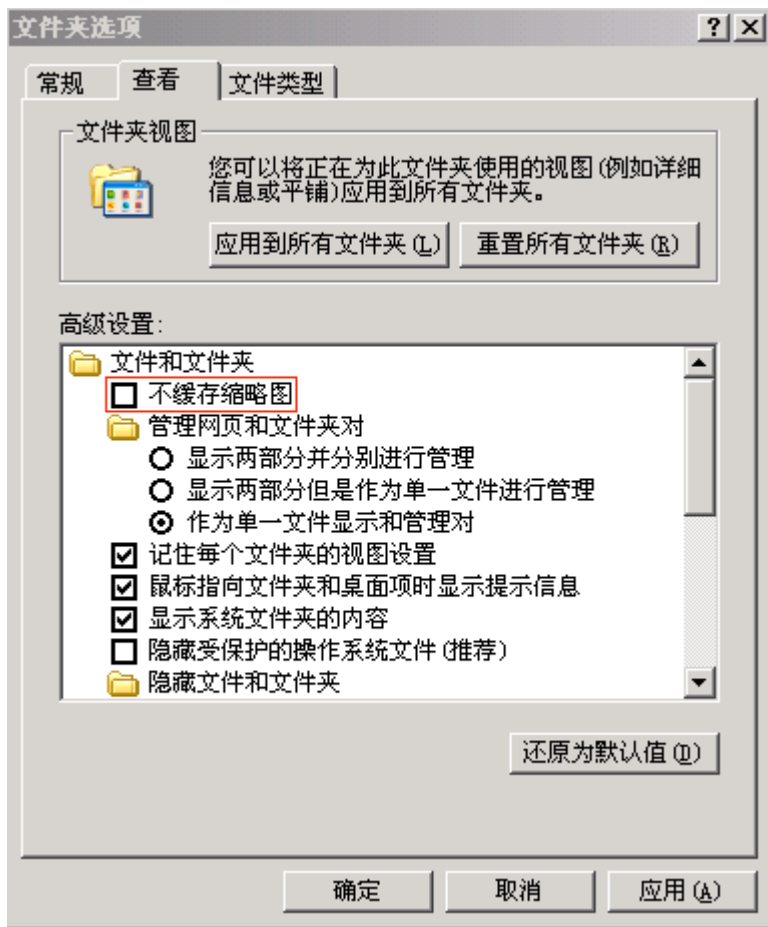 文件夹选项
常规 查看 文件类型
文件夹视图
您可以将正在为此文件夹使用的视图(例如详细
信息或平铺)应用到所有文件夹。
应用到所有文件夹(L) 重置所有文件夹(R)
高级设置:
文件和文件夹
不缓存缩略图
管理网页和文件夹对
显示两部分并分别进行管理
显示两部分但是作为单一文件进行管理
作为单一文件显示和管理对
记住每个文件夹的视图设置
鼠标指向文件夹和桌面项时显示提示信息
显示系统文件夹的内容
隐藏受保护的操作系统文件(推荐)
隐藏文件和文件夹
还原为默认值(D)
确定 取消 应用(A)